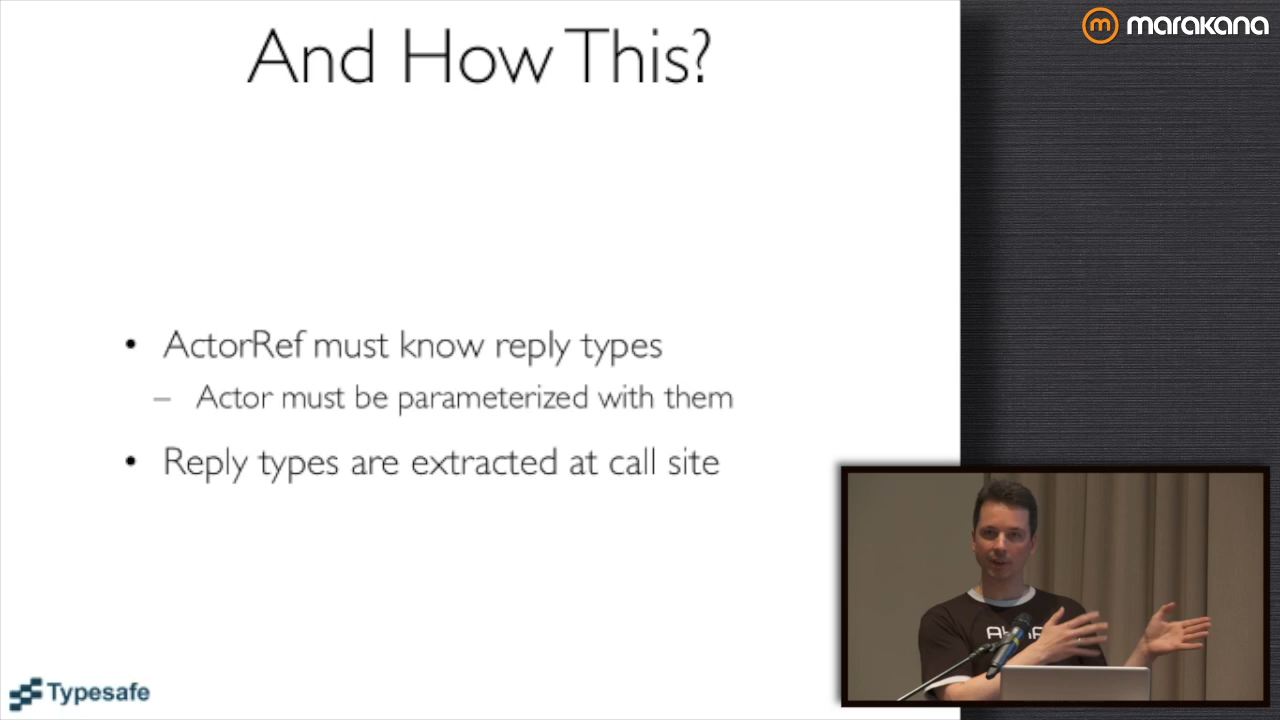 And How This?
marakana
• ActorRef must know reply types
– Actor must be parameterized with them
• Reply types are extracted at call site
Typesafe